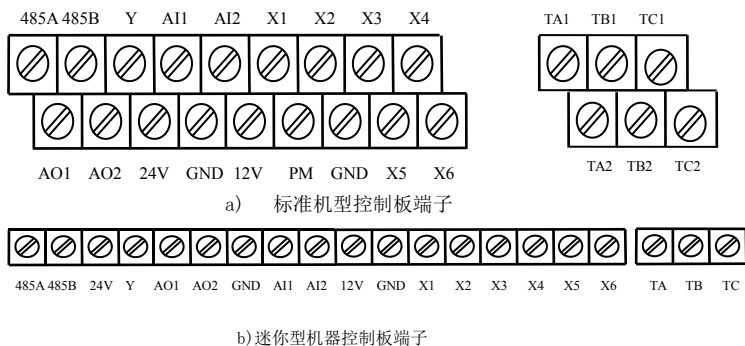 485A 485B Y AI1 AI2 X1 X2 X3 X4
TA1 TB1 TC1
AO1 AO2 24V GND 12V PM GND X5 X6
TA2 TB2 TC2
a) 标准机型控制板端子
485A 485B 24V Y AO1 AO2 GND AI1 AI2 12V GND X1 X2 X3 X4 X5 X6 TA TB TC
b)迷你型机器控制板端子